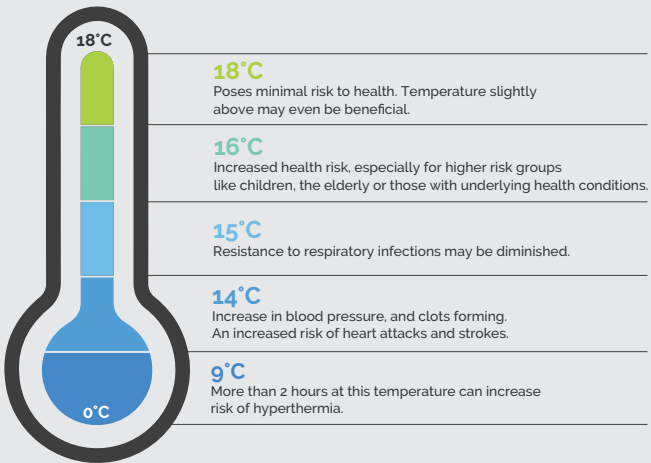 18°C
18°C
Poses minimal risk to health. Temperature slightly
above may even be beneficial.
16°C
Increased health risk, especially for higher risk groups
like children, the elderly or those with underlying health conditions.
15°C
Resistance to respiratory infections may be diminished.
14°C
Increase in blood pressure, and clots forming.
An increased risk of heart attacks and strokes.
9°C
More than 2 hours at this temperature can increase
risk of hyperthermia.
0°C